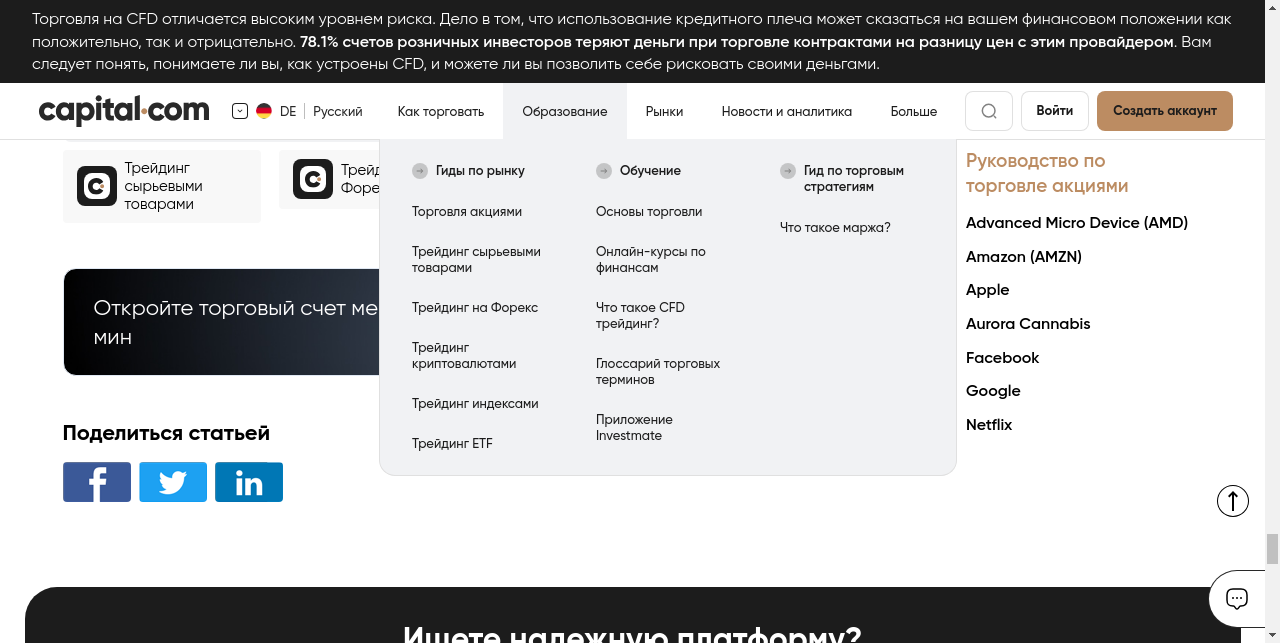 Торговля на CFD отличается высоким уровнем риска. Дело в том, что использование кредитного плеча может сказаться на вашем финансовом положении как
положительно, так и отрицательно. 78.1% счетов розничных инвесторов теряют деньги при торговле контрактами на разницу цен с этим провайдером. Вам
следует понять, понимаете ли вы, как устроены CFD, и можете ли вы позволить себе рисковать своими деньгами.
capital.com
DE Русский
Как торговать
Образование
Рынки
Новости и аналитика
Больше
Войти
Создать аккаунт
Трейдинг
сырьевыми
товарами
Трейд
Форе
Гиды по рынку
Торговля акциями
Трейдинг сырьевыми
товарами
Трейдинг на Форекс
Трейдинг
криптовалютами
Трейдинг индексами
Трейдинг ETF
Обучение
Основы торговли
Онлайн-курсы по
финансам
Что такое CFD
трейдинг?
Глоссарий торговых
терминов
Приложение
Investmate
Гид по торговым
стратегиям
Что такое маржа?
Руководство по
торговле акциями
Advanced Micro Device (AMD)
Amazon (AMZN)
Apple
Aurora Cannabis
Facebook
Google
Netflix
Откройте торговый счет ме
мин
Поделиться статьей
Ищете надежную платформу?